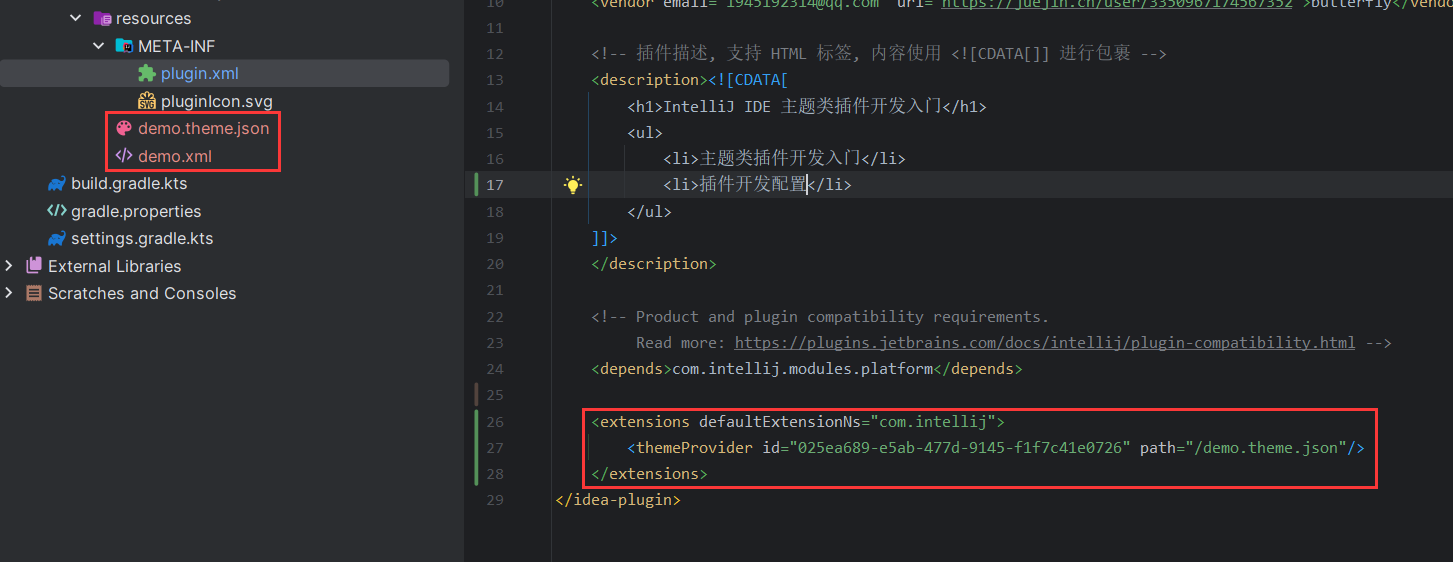 resources
META-INF
plugin.xml
pluginIcon.svg
demo.theme.json
demo.xml
build.gradle.kts
gradle.properties
settings.gradle.kts
External Libraries
Scratches and Consoles
10 <vendor email="1945192314@qq.com" url="https://juejin.cn/user/3350967174567352">butterfly</vendo
11
12 <!-- 插件描述, 支持 HTML 标签, 内容使用 <![CDATA[]] 进行包裹 -->
13 <description><![CDATA[
14 <h1>IntelliJ IDE 主题类插件开发入门</h1>
15 <ul>
16 <li>主题类插件开发入门</li>
17 <li>插件开发配置</li>
18 </ul>
19 ]]>
20 </description>
21
22 <!-- Product and plugin compatibility requirements.
23 Read more: https://plugins.jetbrains.com/docs/intellij/plugin-compatibility.html -->
24 <depends>com.intellij.modules.platform</depends>
25
26 <extensions defaultExtensionNs="com.intellij">
27 <themeProvider id="025ea689-e5ab-477d-9145-f1f7c41e0726" path="/demo.theme.json"/>
28 </extensions>
29 </idea-plugin>